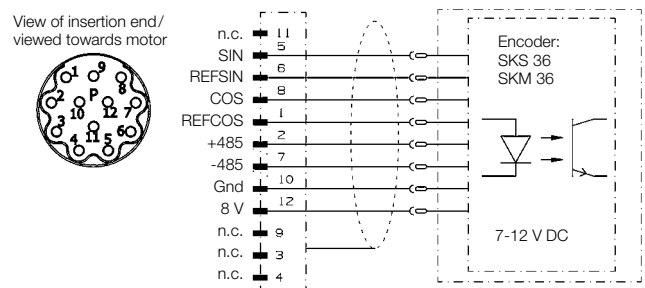 View of insertion end/
viewed towards motor
1 9 8 2 P 7 10 12 3 11 6 4 5
n.c. 11
SIN 5
REFSIN 6
COS 8
REFCOS 1
+485 2
-485 7
Gnd 10
8 V 12
n.c. 9
n.c. 3
n.c. 4
Encoder:
SKS 36
SKM 36
7-12 V DC